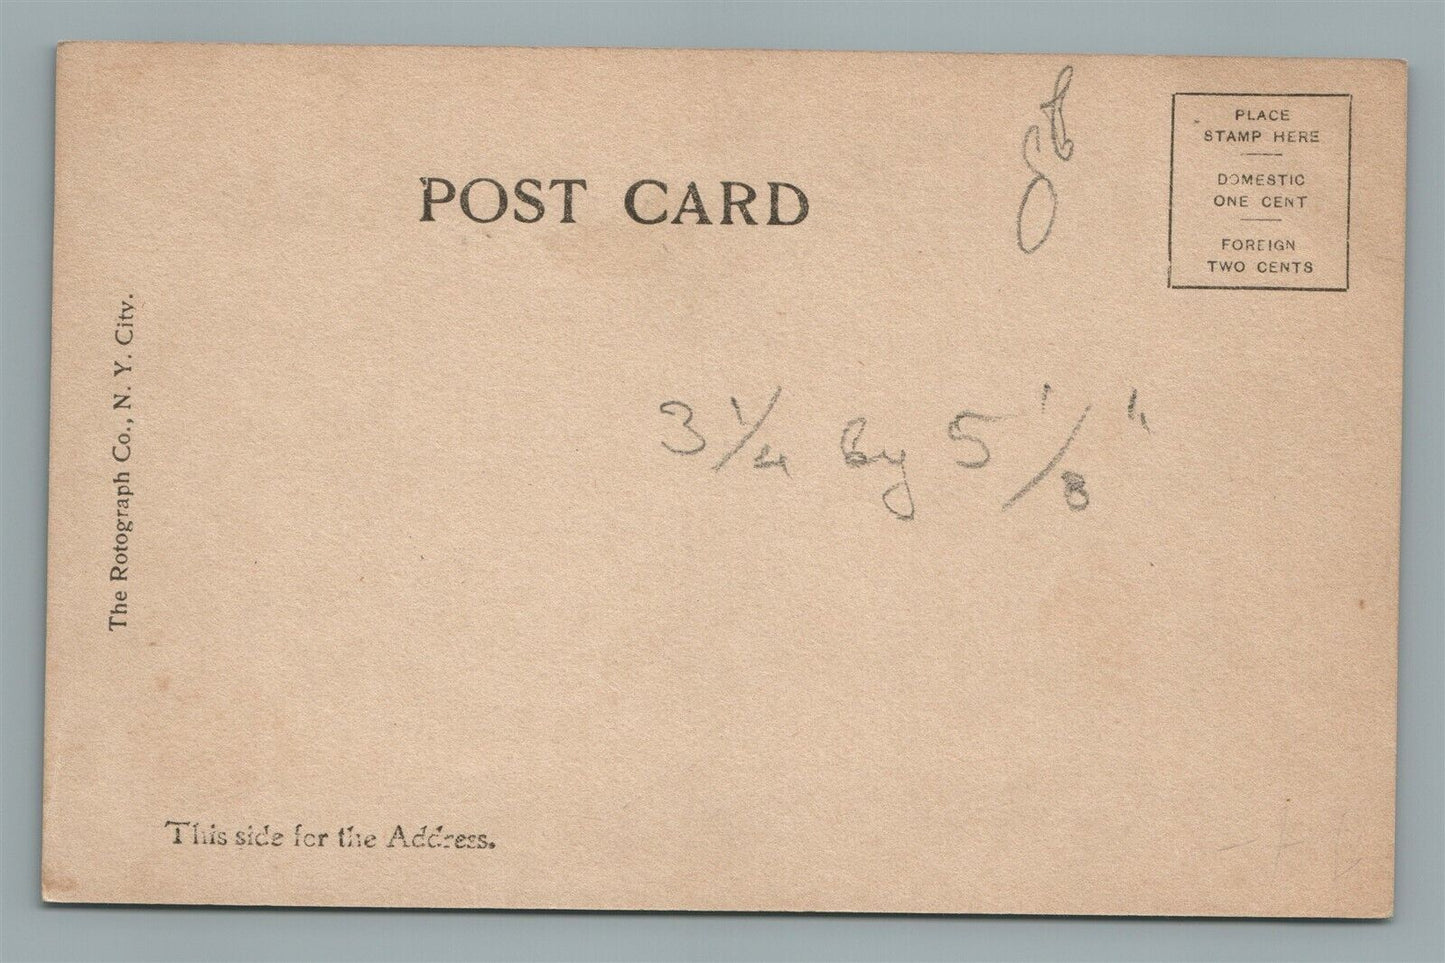 POST CARD
PLACE
STAMP HERE
DOMESTIC
ONE CENT
FOREIGN
TWO CENTS
The Rotograph Co., N. Y. City.
3 1/4 by 5 1/8"
This side for the Address.